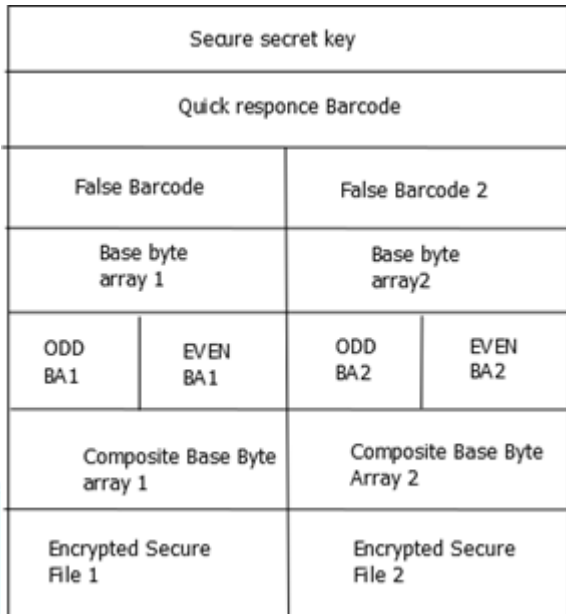 Secure secret key
Quick responce Barcode
False Barcode
False Barcode 2
Base byte
array 1
Base byte
array2
ODD
BA1
EVEN
BA1
ODD
BA2
EVEN
BA2
Composite Base Byte
array 1
Composite Base Byte
Array 2
Encrypted Secure
File 1
Encrypted Secure
File 2